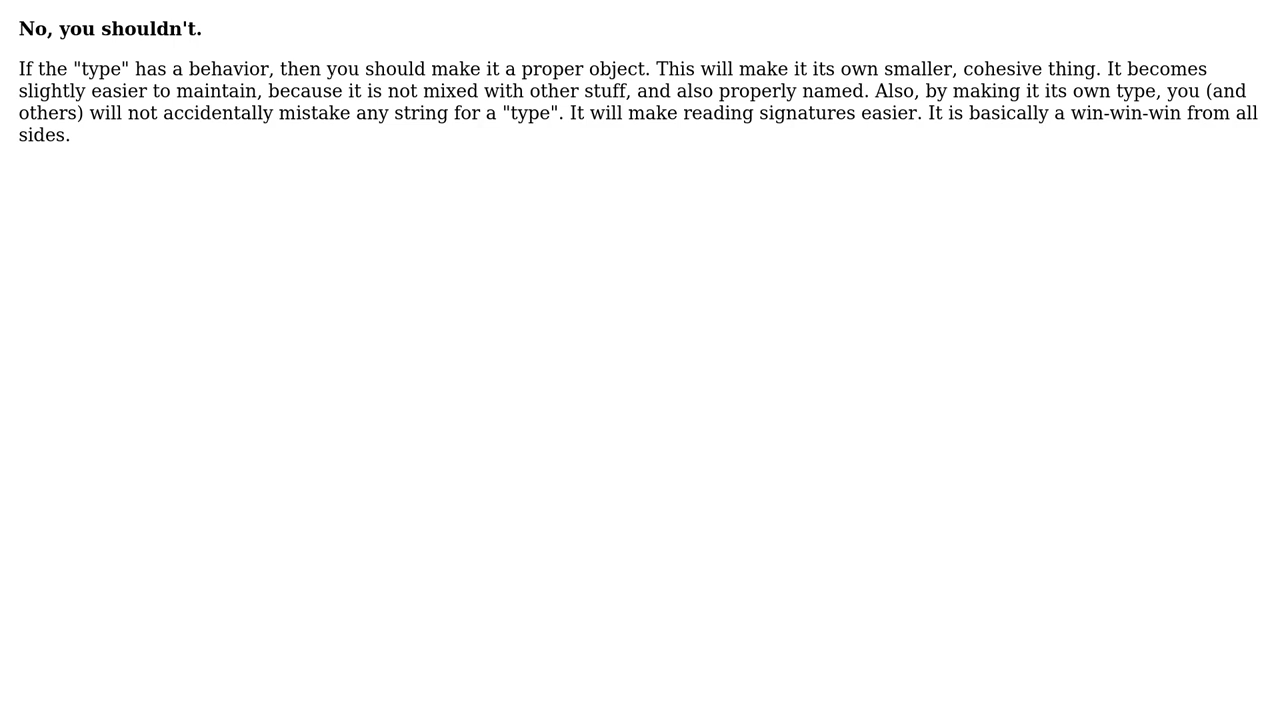 No, you shouldn't.
If the "type" has a behavior, then you should make it a proper object. This will make it its own smaller, cohesive thing. It becomes
slightly easier to maintain, because it is not mixed with other stuff, and also properly named. Also, by making it its own type, you (and
others) will not accidentally mistake any string for a "type". It will make reading signatures easier. It is basically a win-win-win from all
sides.